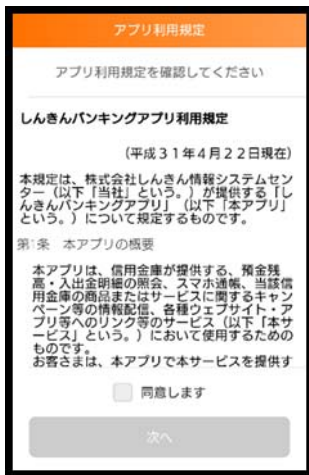 アプリ利用規定
アプリ利用規定を確認してください
しんきんバンキングアプリ利用規定
（平成３１年４月２２日現在）
本規定は、株式会社しんきん情報システムセン
ター（以下「当社」という。）が提供する「し
んきんバンキングアプリ」（以下「本アプリ」
という。）について規定するものです。
第1条　本アプリの概要
本アプリは、信用金庫が提供する、預金残
高・入出金明細の照会、スマホ通帳、当該信
用金庫の商品またはサービスに関するキャン
ペーン等の情報配信、各種ウェブサイト・ア
プリ等へのリンク等のサービス（以下「本サ
ービス」という。）において使用するための
ものです。
お客さまは、本アプリで本サービスを提供す
同意します
次へ